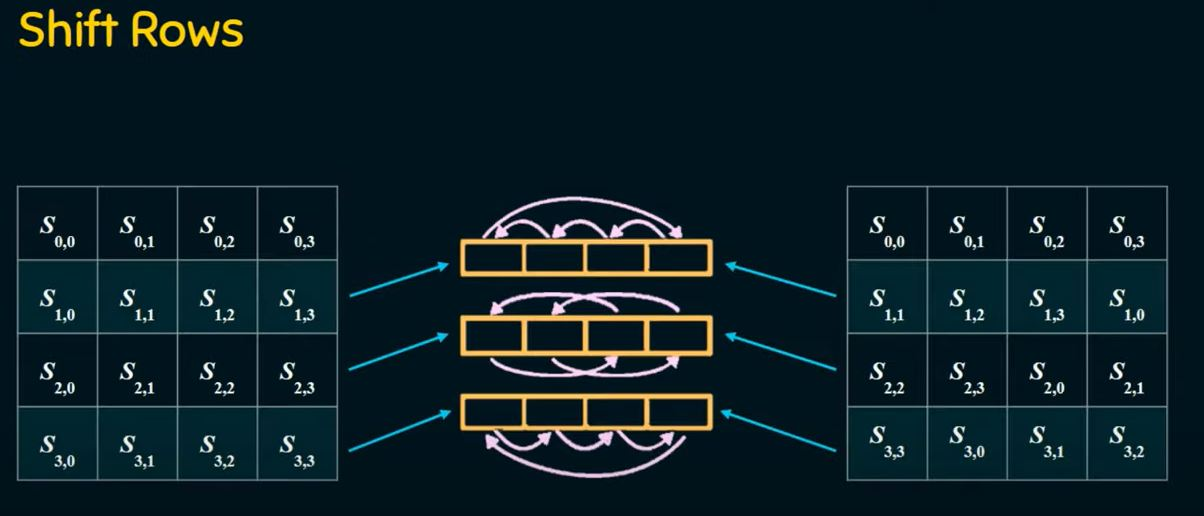 Shift Rows
S0,0 S0,1 S0,2 S0,3 S0,0 S0,1 S0,2 S0,3
S1,0 S1,1 S1,2 S1,3 S1,1 S1,2 S1,3 S1,0
S2,0 S2,1 S2,2 S2,3 S2,2 S2,3 S2,0 S2,1
S3,0 S3,1 S3,2 S3,3 S3,3 S3,0 S3,1 S3,2